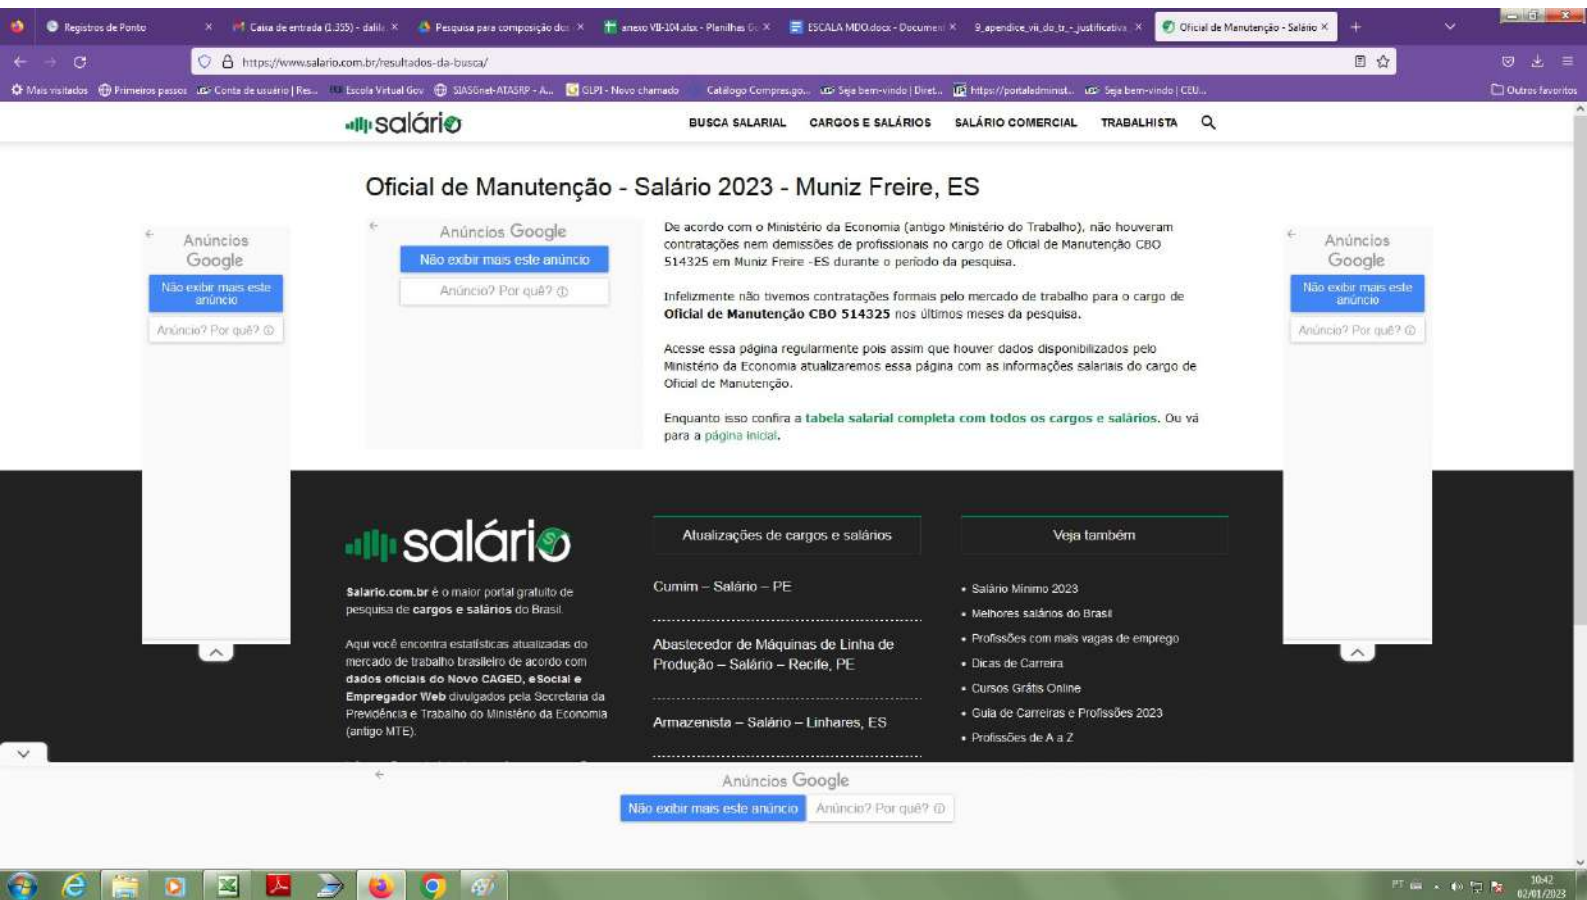 Registros de Ponto
Caixa de entrada (1.355) - dalil
Pesquisa para composição dos
anexo VII-104.xlsx - Planilhas G
ESCALA MDO.docx - Document
9_apendice_vii_do_tr_-_justificativa
Oficial de Manutenção - Salário
https://www.salario.com.br/resultados-da-busca/
Mais visitados
Primeiros passos
Conta de usuário | Res...
Escola Virtual Gov
SIASGnet-ATASRP - A...
GLPI - Novo chamado
Catálogo Compras.go...
Seja bem-vindo | Diret...
https://portaladminist...
Seja bem-vindo | CEU...
Outros favoritos
salário
BUSCA SALARIAL
CARGOS E SALÁRIOS
SALÁRIO COMERCIAL
TRABALHISTA
Oficial de Manutenção - Salário 2023 - Muniz Freire, ES
Anúncios
Google
Não exibir mais este
anúncio
Anúncio? Por quê?
Anúncios Google
Não exibir mais este anúncio
Anúncio? Por quê?
De acordo com o Ministério da Economia (antigo Ministério do Trabalho), não houveram
contratações nem demissões de profissionais no cargo de Oficial de Manutenção CBO
514325 em Muniz Freire -ES durante o período da pesquisa.
Infelizmente não tivemos contratações formais pelo mercado de trabalho para o cargo de
Oficial de Manutenção CBO 514325 nos últimos meses da pesquisa.
Acesse essa página regularmente pois assim que houver dados disponibilizados pelo
Ministério da Economia atualizaremos essa página com as informações salariais do cargo de
Oficial de Manutenção.
Enquanto isso confira a tabela salarial completa com todos os cargos e salários. Ou vá
para a página inicial.
Anúncios
Google
Não exibir mais este
anúncio
Anúncio? Por quê?
salário
Salario.com.br é o maior portal gratuito de
pesquisa de cargos e salários do Brasil.
Aqui você encontra estatísticas atualizadas do
mercado de trabalho brasileiro de acordo com
dados oficiais do Novo CAGED, eSocial e
Empregador Web divulgados pela Secretaria da
Previdência e Trabalho do Ministério da Economia
(antigo MTE).
Atualizações de cargos e salários
Cumim – Salário – PE
Abastecedor de Máquinas de Linha de
Produção – Salário – Recife, PE
Armazenista – Salário – Linhares, ES
Veja também
• Salário Mínimo 2023
• Melhores salários do Brasil
• Profissões com mais vagas de emprego
• Dicas de Carreira
• Cursos Grátis Online
• Guia de Carreiras e Profissões 2023
• Profissões de A a Z
Anúncios Google
Não exibir mais este anúncio
Anúncio? Por quê?
PT
10:42
02/01/2023